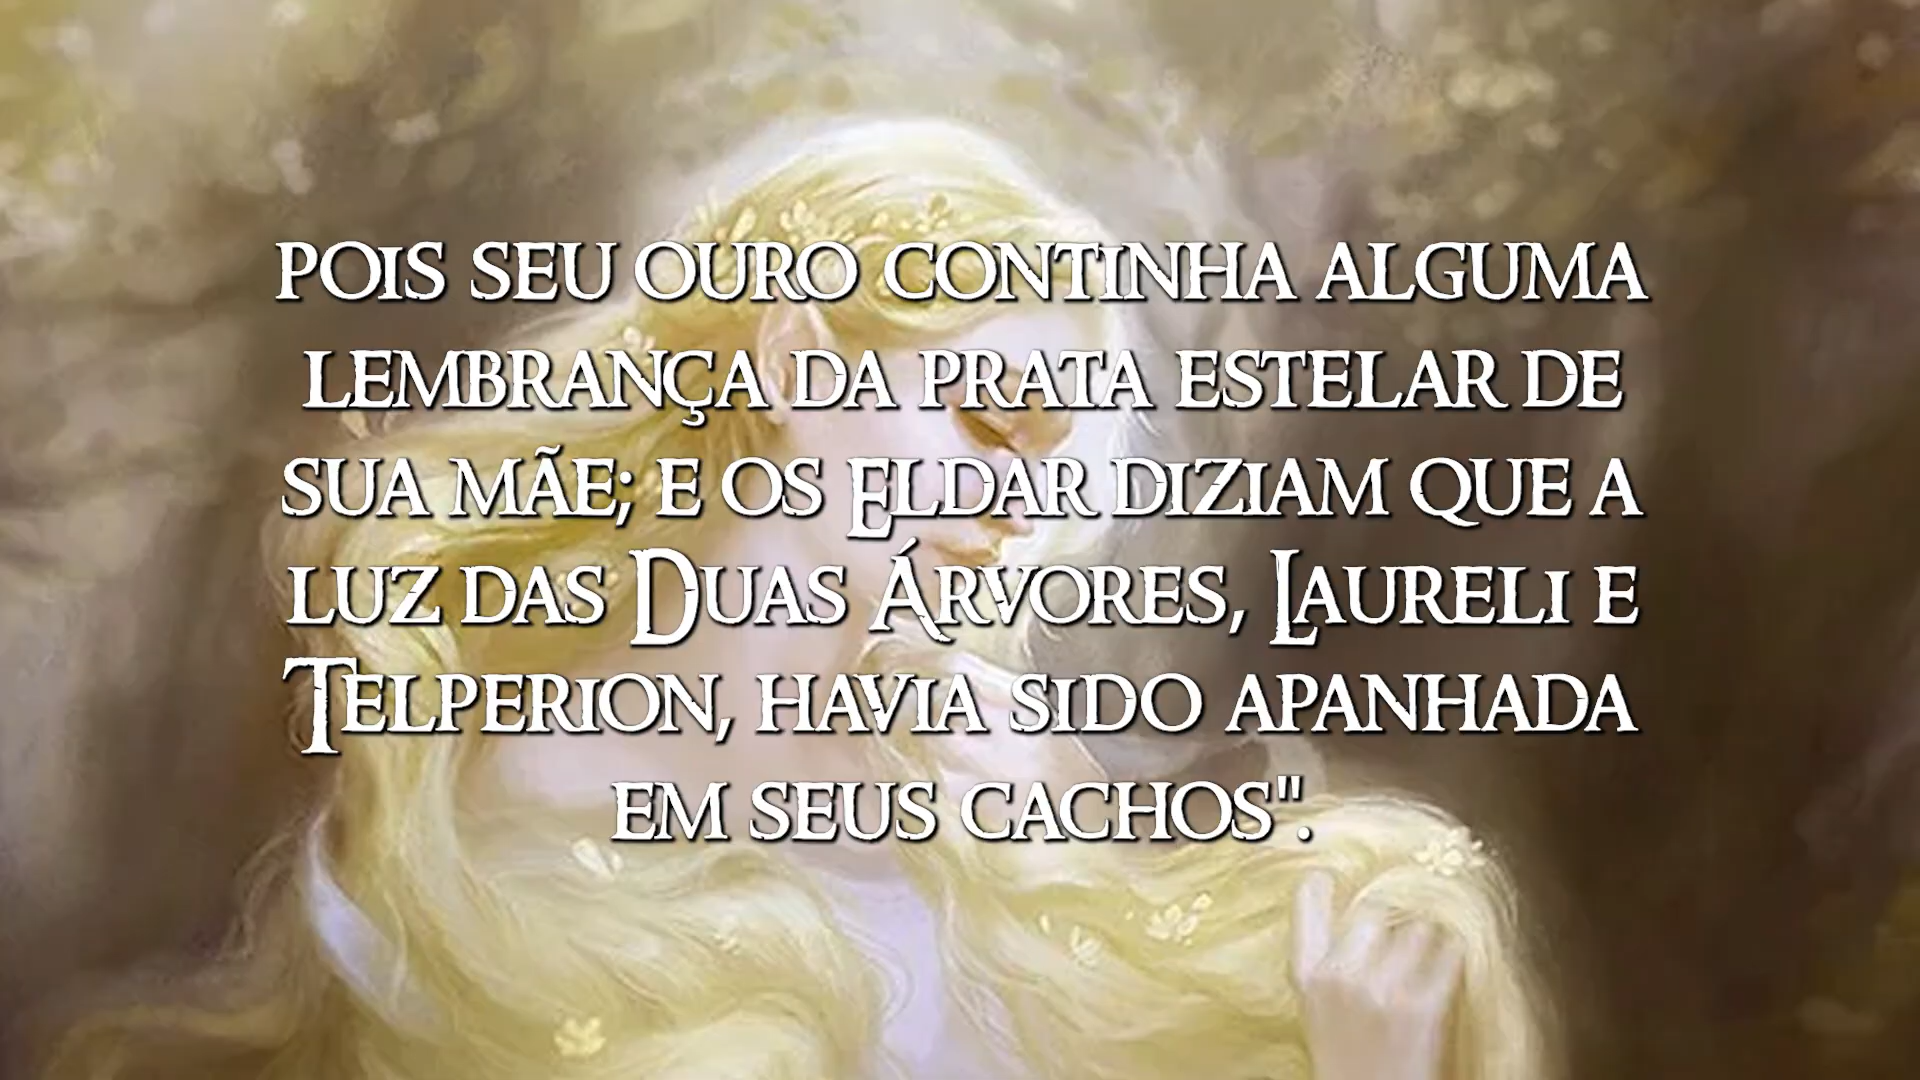 pois seu ouro continha alguma
lembrança da prata estelar de
sua mãe; e os Eldar diziam que a
luz das Duas Árvores, Laureli e
Telperion, havia sido apanhada
em seus cachos".